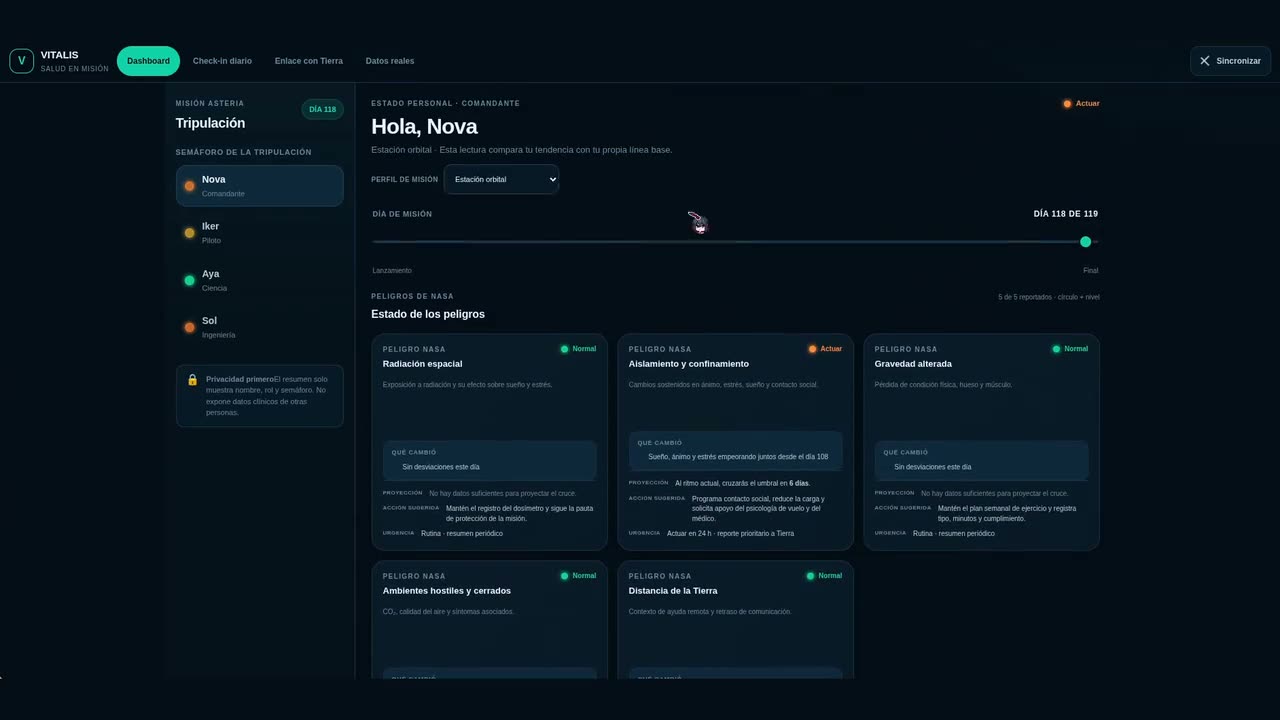 V
VITALIS
SALUD EN MISIÓN
Dashboard
Check-in diario
Enlace con Tierra
Datos reales
Sincronizar
MISIÓN ASTERIA
DÍA 118
Tripulación
SEMÁFORO DE LA TRIPULACIÓN
Nova
Comandante
Iker
Piloto
Aya
Ciencia
Sol
Ingeniería
Privacidad primeroEl resumen solo
muestra nombre, rol y semáforo. No
expone datos clínicos de otras
personas.
ESTADO PERSONAL · COMANDANTE
Actuar
Hola, Nova
Estación orbital · Esta lectura compara tu tendencia con tu propia línea base.
PERFIL DE MISIÓN
Estación orbital
DÍA DE MISIÓN
DÍA 118 DE 119
Lanzamiento
Final
PELIGROS DE NASA
5 de 5 reportados · círculo + nivel
Estado de los peligros
PELIGRO NASA
Normal
Radiación espacial
Exposición a radiación y su efecto sobre sueño y estrés.
QUÉ CAMBIÓ
Sin desviaciones este día
PROYECCIÓN No hay datos suficientes para proyectar el cruce.
ACCIÓN SUGERIDA Mantén el registro del dosímetro y sigue la pauta
de protección de la misión.
URGENCIA Rutina · resumen periódico
PELIGRO NASA
Actuar
Aislamiento y confinamiento
Cambios sostenidos en ánimo, estrés, sueño y contacto social.
QUÉ CAMBIÓ
Sueño, ánimo y estrés empeorando juntos desde el día 108
PROYECCIÓN Al ritmo actual, cruzarás el umbral en 6 días.
ACCIÓN SUGERIDA Programa contacto social, reduce la carga y
solicita apoyo del psicología de vuelo y del
médico.
URGENCIA Actuar en 24 h · reporte prioritario a Tierra
PELIGRO NASA
Normal
Gravedad alterada
Pérdida de condición física, hueso y músculo.
QUÉ CAMBIÓ
Sin desviaciones este día
PROYECCIÓN No hay datos suficientes para proyectar el cruce.
ACCIÓN SUGERIDA Mantén el plan semanal de ejercicio y registra
tipo, minutos y cumplimiento.
URGENCIA Rutina · resumen periódico
PELIGRO NASA
Normal
Ambientes hostiles y cerrados
CO₂, calidad del aire y síntomas asociados.
PELIGRO NASA
Normal
Distancia de la Tierra
Contexto de ayuda remota y retraso de comunicación.